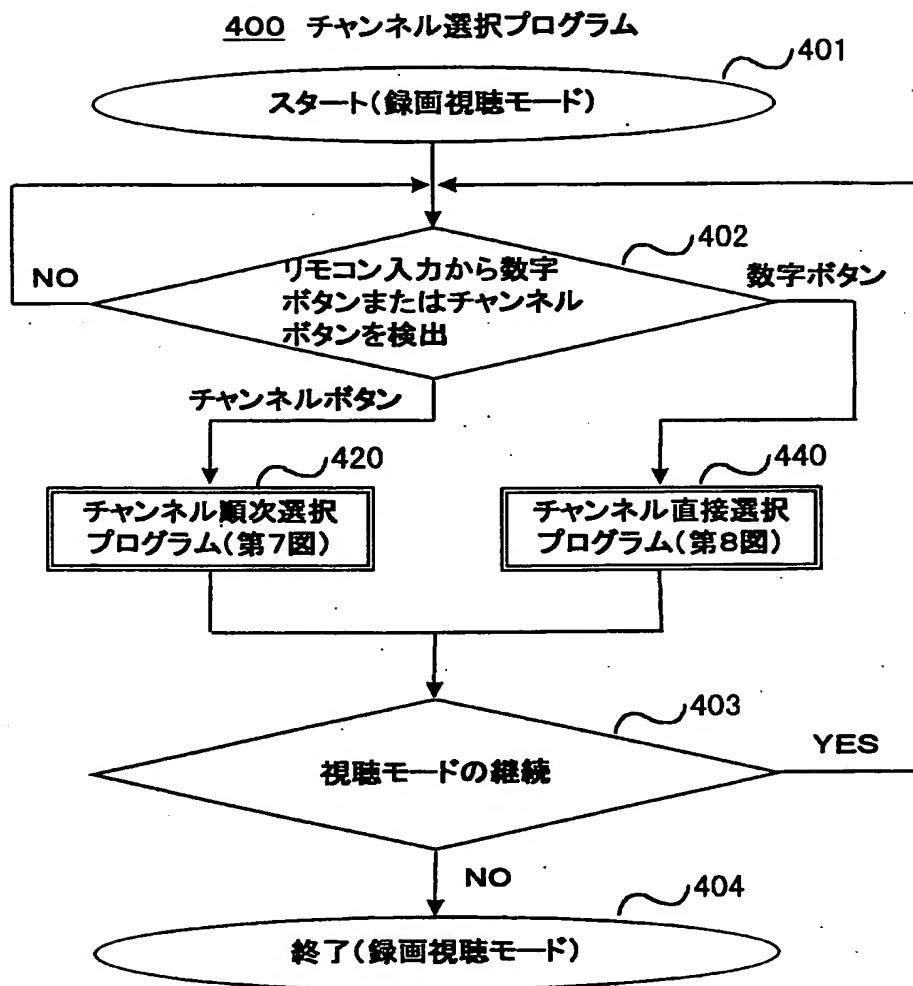 400 チャンネル選択プログラム
401
スタート(録画視聴モード)
402
NO
リモコン入力から数字
ボタンまたはチャンネル
ボタンを検出
数字ボタン
チャンネルボタン
420
440
チャンネル順次選択
プログラム(第7図)
チャンネル直接選択
プログラム(第8図)
403
YES
視聴モードの継続
NO
404
終了(録画視聴モード)